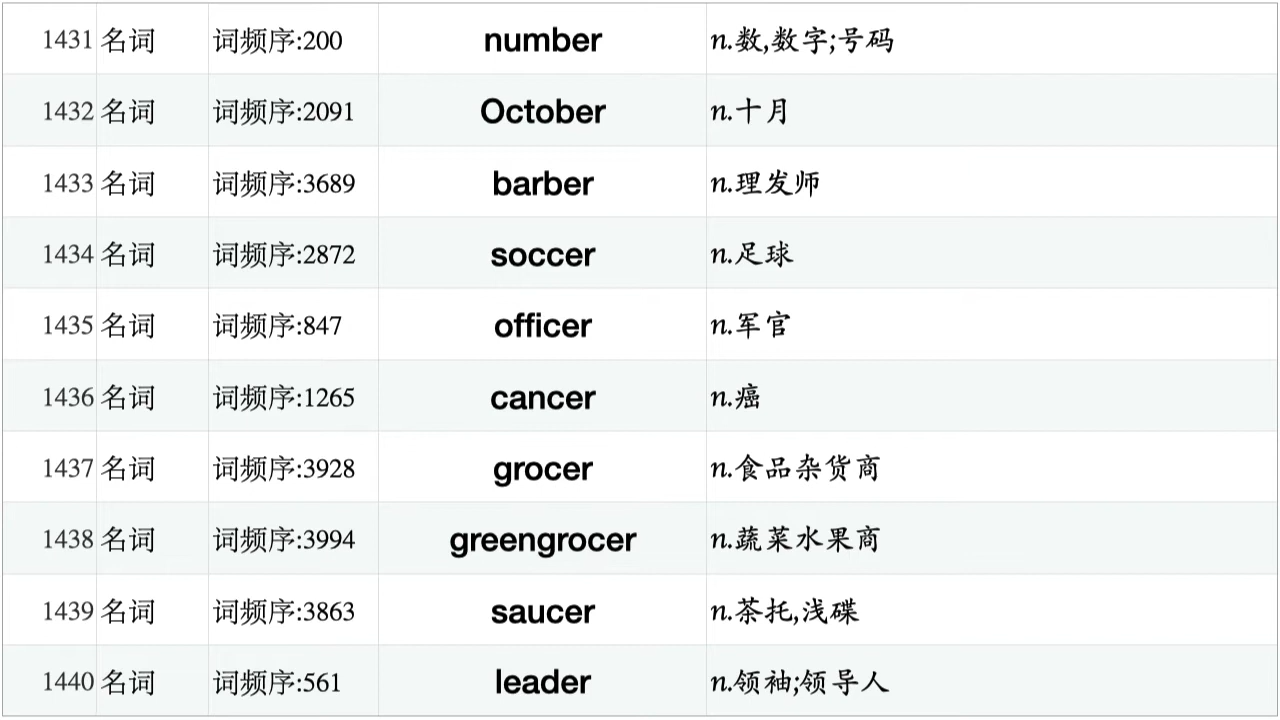 1431 名词 词频序:200 number n.数,数字;号码
1432 名词 词频序:2091 October n.十月
1433 名词 词频序:3689 barber n.理发师
1434 名词 词频序:2872 soccer n.足球
1435 名词 词频序:847 officer n.军官
1436 名词 词频序:1265 cancer n.癌
1437 名词 词频序:3928 grocer n.食品杂货商
1438 名词 词频序:3994 greengrocer n.蔬菜水果商
1439 名词 词频序:3863 saucer n.茶托,浅碟
1440 名词 词频序:561 leader n.领袖;领导人